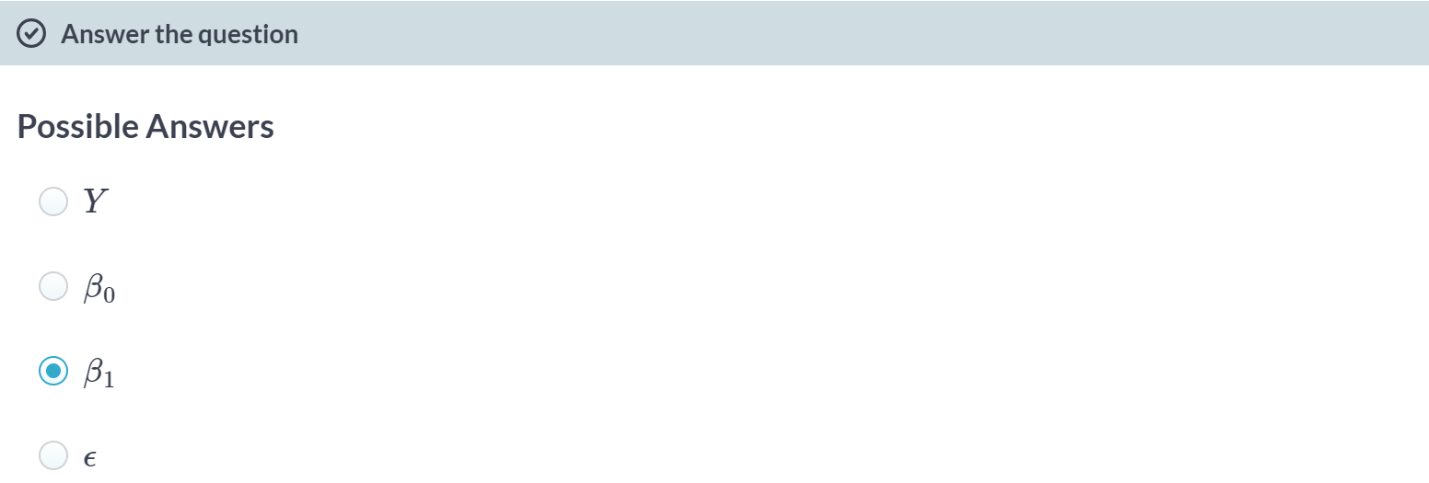 Answer the question
Possible Answers
Y
β₀
β₁
ϵ